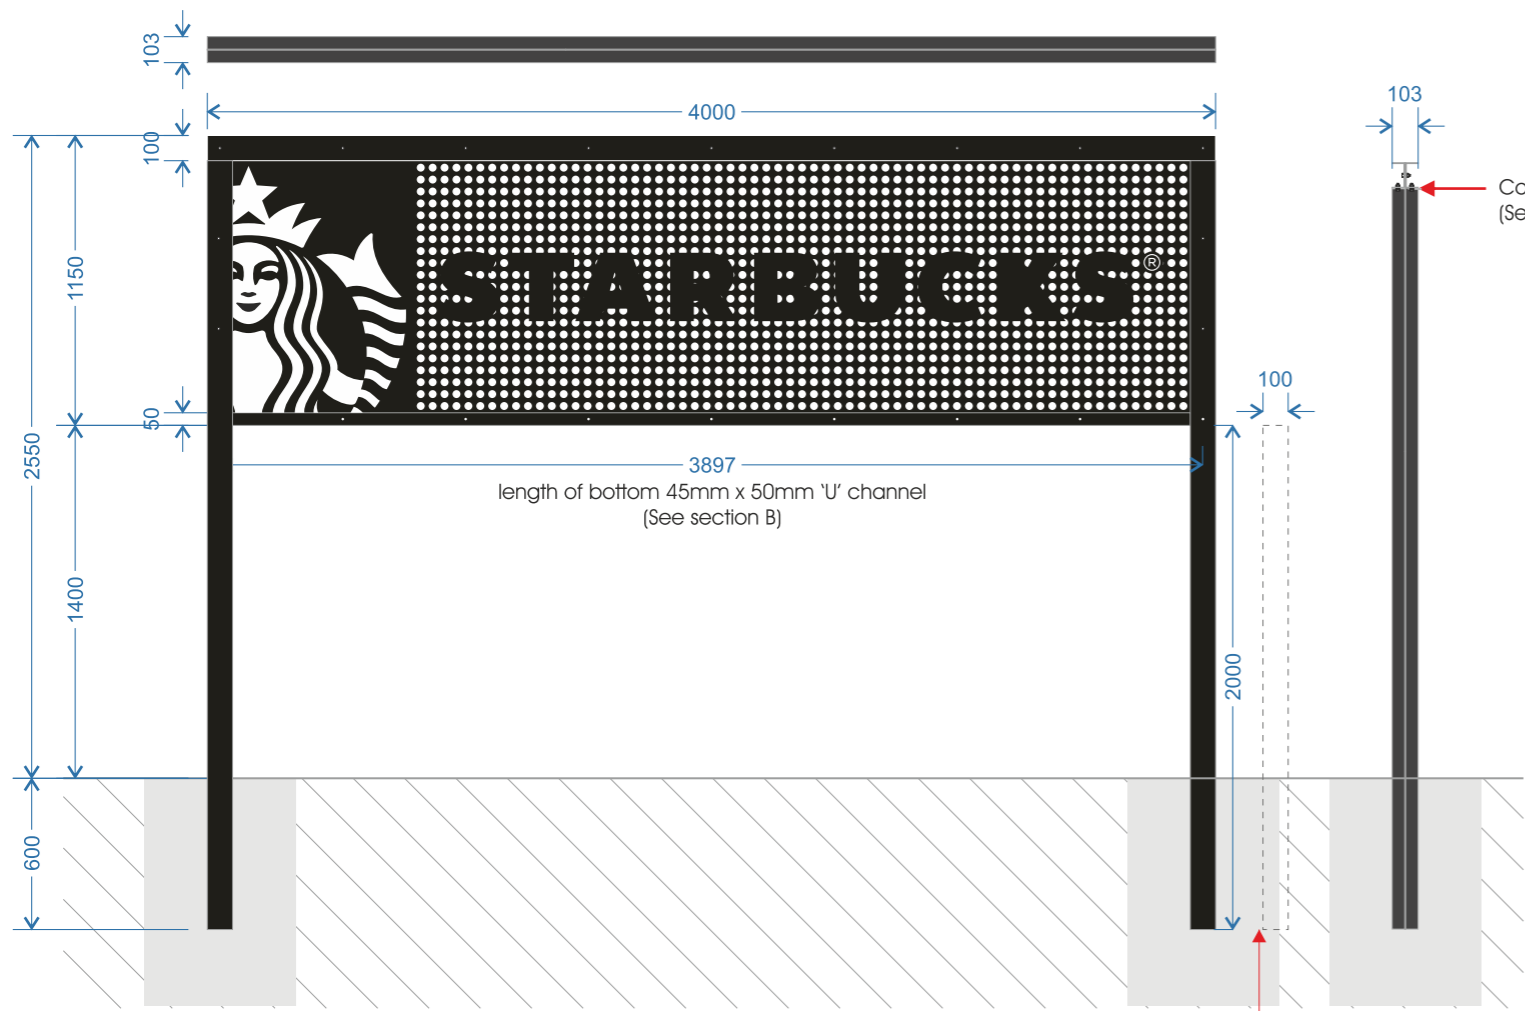 103
4000
103
100
Co
(Se
STARBUCKS®
1150
50
2550
100
3897
length of bottom 45mm x 50mm ‘U’ channel
(See section B)
1400
2000
600